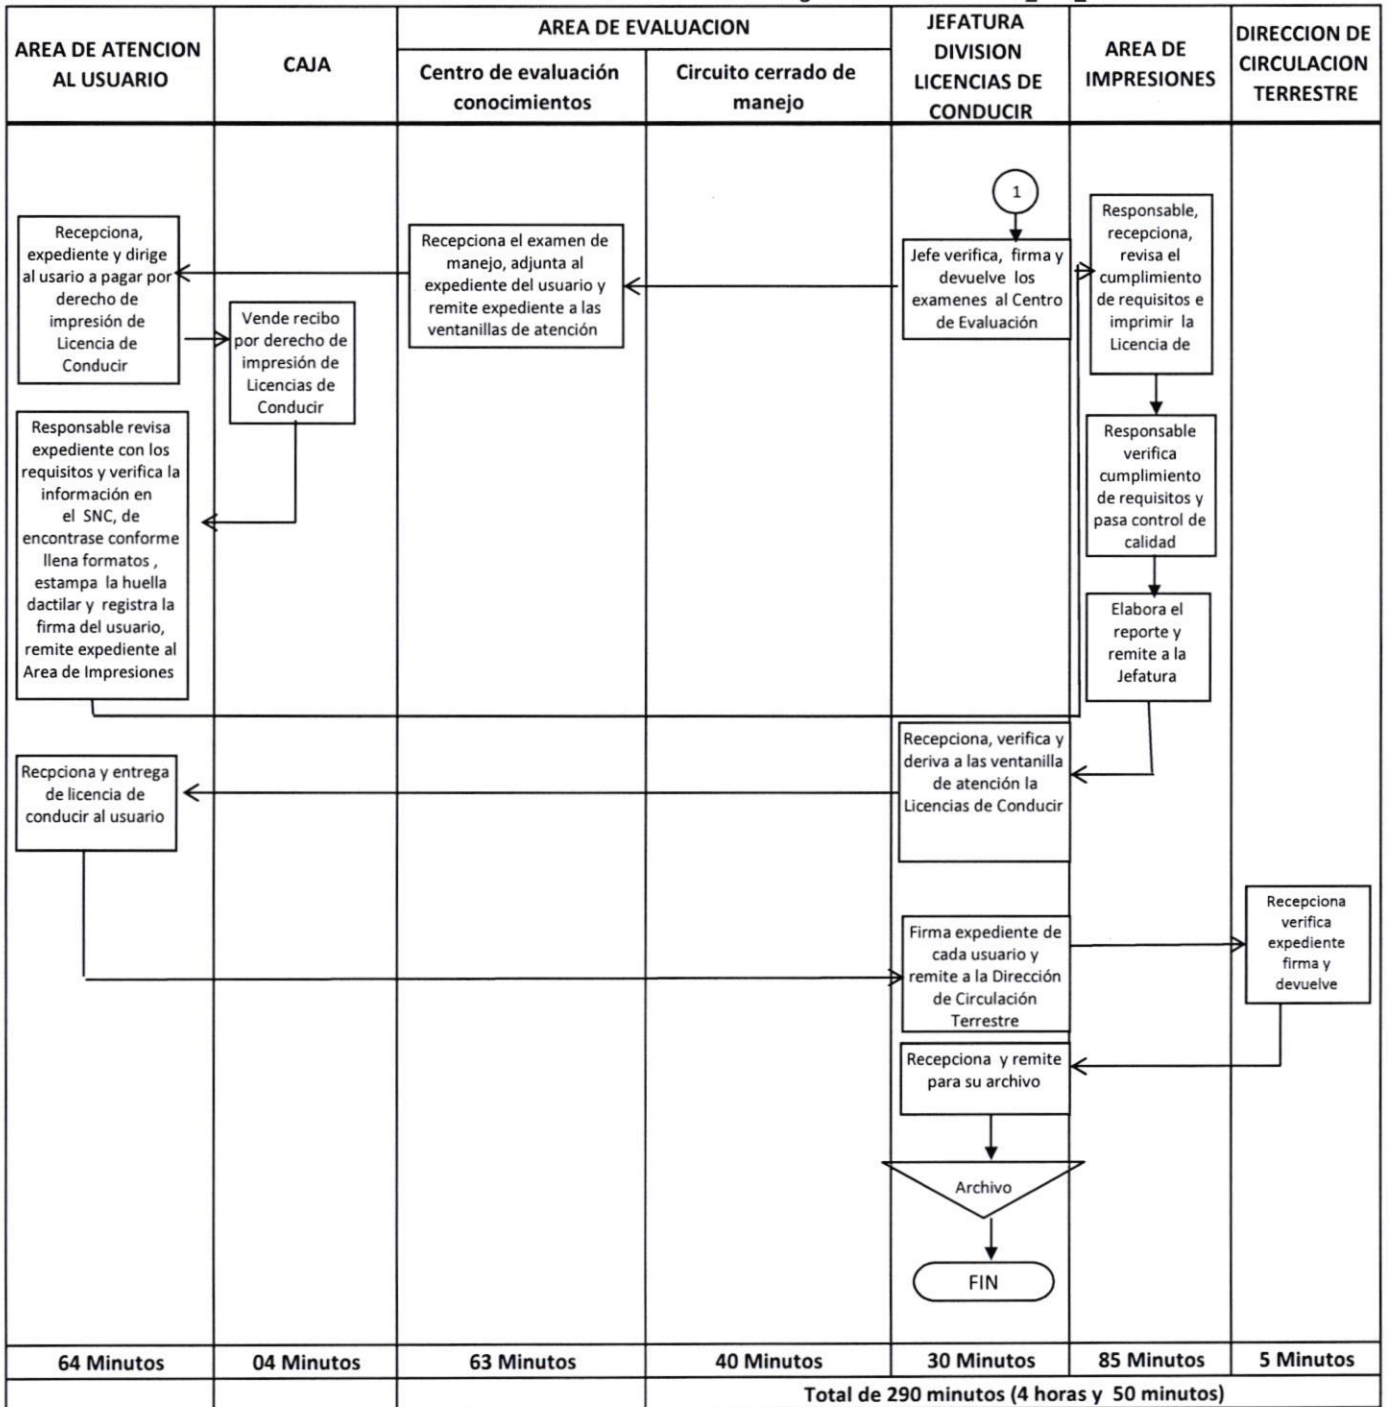 AREA DE ATENCION
AL USUARIO
CAJA
AREA DE EVALUACION
Centro de evaluación
conocimientos
Circuito cerrado de
manejo
JEFATURA
DIVISION
LICENCIAS DE
CONDUCIR
AREA DE
IMPRESIONES
DIRECCION DE
CIRCULACION
TERRESTRE
1
Recepciona,
expediente y dirige
al usario a pagar por
derecho de
impresión de
Licencia de
Conducir
Vende recibo
por derecho de
impresión de
Licencias de
Conducir
Recepciona el examen de
manejo, adjunta al
expediente del usuario y
remite expediente a las
ventanillas de atención
Jefe verifica, firma y
devuelve los
examenes al Centro
de Evaluación
Responsable,
recepciona,
revisa el
cumplimiento
de requisitos e
imprimir la
Licencia de
Responsable revisa
expediente con los
requisitos y verifica la
información en
el SNC, de
encontrase conforme
llena formatos ,
estampa la huella
dactilar y registra la
firma del usuario,
remite expediente al
Area de Impresiones
Responsable
verifica
cumplimiento
de requisitos y
pasa control de
calidad
Elabora el
reporte y
remite a la
Jefatura
Recepciona, verifica y
deriva a las ventanilla
de atención la
Licencias de Conducir
Recpciona y entrega
de licencia de
conducir al usuario
Firma expediente de
cada usuario y
remite a la Dirección
de Circulación
Terrestre
Recepciona
verifica
expediente
firma y
devuelve
Recepciona y remite
para su archivo
Archivo
FIN
64 Minutos
04 Minutos
63 Minutos
40 Minutos
30 Minutos
85 Minutos
5 Minutos
Total de 290 minutos (4 horas y 50 minutos)